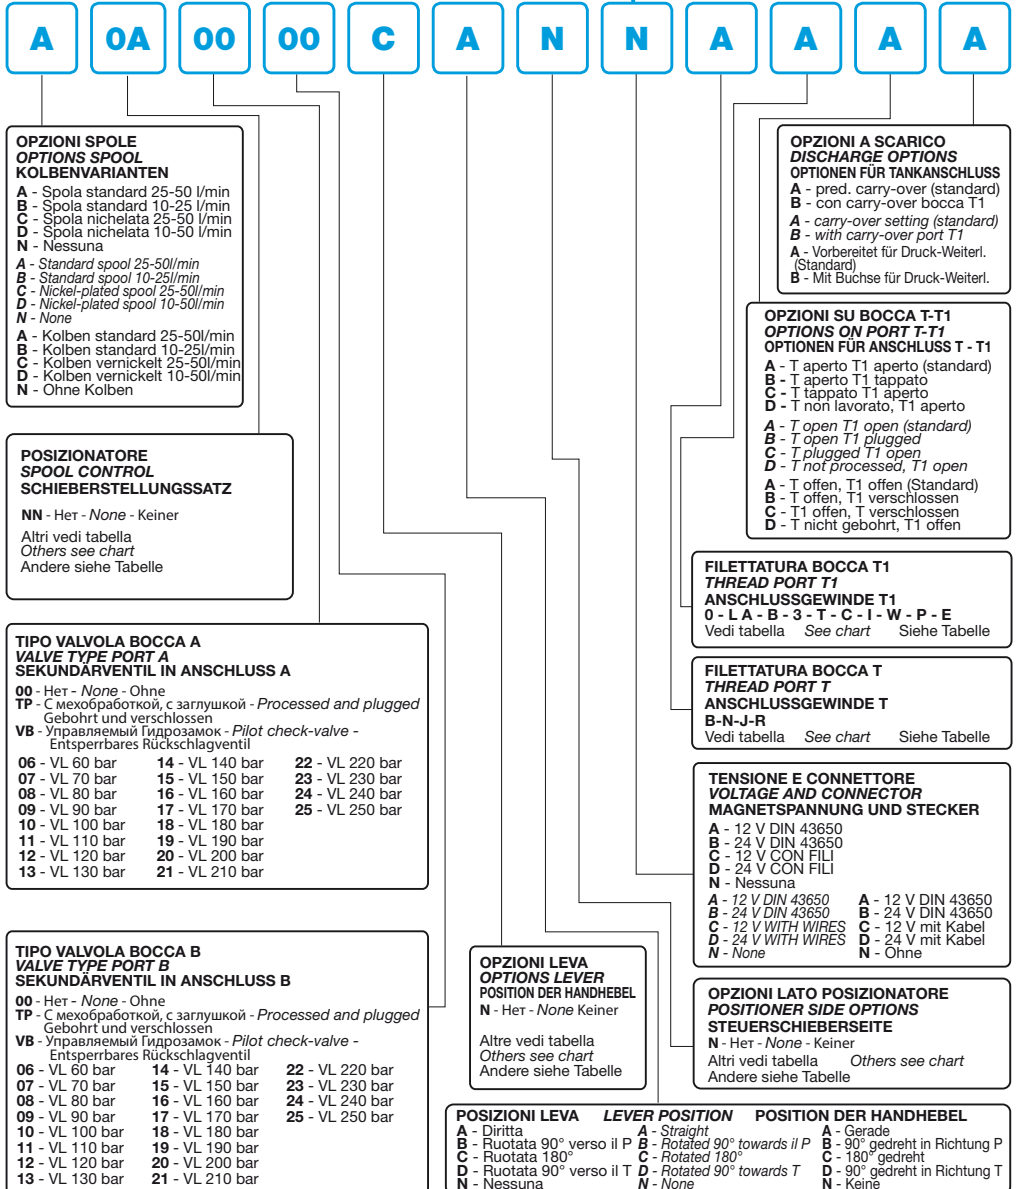 A 0A 00 00 C A N N A A A A
OPZIONI SPOLE
OPTIONS SPOOL
KOLBENVARIANTEN
A - Spola standard 25-50 l/min
B - Spola standard 10-25 l/min
C - Spola nichelata 25-50 l/min
D - Spola nichelata 10-50 l/min
N - Nessuna
A - Standard spool 25-50l/min
B - Standard spool 10-25l/min
C - Nickel-plated spool 25-50l/min
D - Nickel-plated spool 10-50l/min
N - None
A - Kolben standard 25-50l/min
B - Kolben standard 10-25l/min
C - Kolben vernickelt 25-50l/min
D - Kolben vernickelt 10-50l/min
N - Ohne Kolben
POSIZIONATORE
SPOOL CONTROL
SCHIEBERSTELLUNGSSATZ
NN - Нет - None - Keiner
Altri vedi tabella
Others see chart
Andere siehe Tabelle
TIPO VALVOLA BOCCA A
VALVE TYPE PORT A
SEKUNDÄRVENTIL IN ANSCHLUSS A
00 - Нет - None - Ohne
TP - С мехобработкой, с заглушкой - Processed and plugged
Gebohrt und verschlossen
VB - Управляемый Гидрозамок - Pilot check-valve -
Entsperrbares Rückschlagventil
06 - VL 60 bar 14 - VL 140 bar 22 - VL 220 bar
07 - VL 70 bar 15 - VL 150 bar 23 - VL 230 bar
08 - VL 80 bar 16 - VL 160 bar 24 - VL 240 bar
09 - VL 90 bar 17 - VL 170 bar 25 - VL 250 bar
10 - VL 100 bar 18 - VL 180 bar
11 - VL 110 bar 19 - VL 190 bar
12 - VL 120 bar 20 - VL 200 bar
13 - VL 130 bar 21 - VL 210 bar
TIPO VALVOLA BOCCA B
VALVE TYPE PORT B
SEKUNDÄRVENTIL IN ANSCHLUSS B
00 - Нет - None - Ohne
TP - С мехобработкой, с заглушкой - Processed and plugged
Gebohrt und verschlossen
VB - Управляемый Гидрозамок - Pilot check-valve -
Entsperrbares Rückschlagventil
06 - VL 60 bar 14 - VL 140 bar 22 - VL 220 bar
07 - VL 70 bar 15 - VL 150 bar 23 - VL 230 bar
08 - VL 80 bar 16 - VL 160 bar 24 - VL 240 bar
09 - VL 90 bar 17 - VL 170 bar 25 - VL 250 bar
10 - VL 100 bar 18 - VL 180 bar
11 - VL 110 bar 19 - VL 190 bar
12 - VL 120 bar 20 - VL 200 bar
13 - VL 130 bar 21 - VL 210 bar
OPZIONI A SCARICO
DISCHARGE OPTIONS
OPTIONEN FÜR TANKANSCHLUSS
A - pred. carry-over (standard)
B - con carry-over bocca T1
A - carry-over setting (standard)
B - with carry-over port T1
A - Vorbereitet für Druck-Weiterl.
(Standard)
B - Mit Buchse für Druck-Weiterl.
OPZIONI SU BOCCA T-T1
OPTIONS ON PORT T-T1
OPTIONEN FÜR ANSCHLUSS T - T1
A - T aperto T1 aperto (standard)
B - T aperto T1 tappato
C - T tappato T1 aperto
D - T non lavorato, T1 aperto
A - T open T1 open (standard)
B - T open T1 plugged
C - T plugged T1 open
D - T not processed, T1 open
A - T offen, T1 offen (Standard)
B - T offen, T1 verschlossen
C - T1 offen, T verschlossen
D - T nicht gebohrt, T1 offen
FILETTATURA BOCCA T1
THREAD PORT T1
ANSCHLUSSGEWINDE T1
0 - L A - B - 3 - T - C - I - W - P - E
Vedi tabella See chart Siehe Tabelle
FILETTATURA BOCCA T
THREAD PORT T
ANSCHLUSSGEWINDE T
B-N-J-R
Vedi tabella See chart Siehe Tabelle
TENSIONE E CONNETTORE
VOLTAGE AND CONNECTOR
MAGNETSPANNUNG UND STECKER
A - 12 V DIN 43650
B - 24 V DIN 43650
C - 12 V CON FILI
D - 24 V CON FILI
N - Nessuna
A - 12 V DIN 43650 A - 12 V DIN 43650
B - 24 V DIN 43650 B - 24 V DIN 43650
C - 12 V WITH WIRES C - 12 V mit Kabel
D - 24 V WITH WIRES D - 24 V mit Kabel
N - None N - Ohne
OPZIONI LEVA
OPTIONS LEVER
POSITION DER HANDHEBEL
N - Нет - None Keiner
Altre vedi tabella
Others see chart
Andere siehe Tabelle
OPZIONI LATO POSIZIONATORE
POSITIONER SIDE OPTIONS
STEUERSCHIEBERSEITE
N - Нет - None - Keiner
Altri vedi tabella Others see chart
Andere siehe Tabelle
POSIZIONI LEVA LEVER POSITION POSITION DER HANDHEBEL
A - Diritta A - Straight A - Gerade
B - Ruotata 90° verso il P B - Rotated 90° towards il P B - 90° gedreht in Richtung P
C - Ruotata 180° C - Rotated 180° C - 180° gedreht
D - Ruotata 90° verso il T D - Rotated 90° towards T D - 90° gedreht in Richtung T
N - Nessuna N - None N - Keine